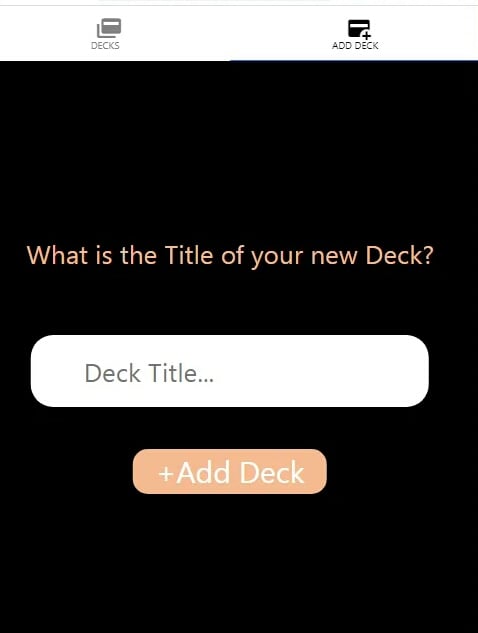 DECKS
ADD DECK
What is the Title of your new Deck?
Deck Title...
+Add Deck